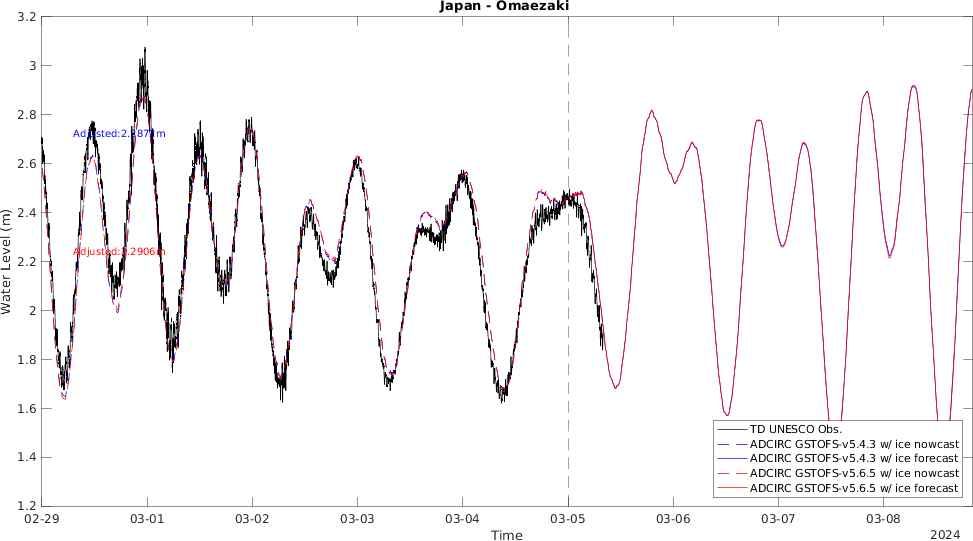 Japan - Omaezaki
Water Level (m)
3.2
3
2.8
2.6
2.4
2.2
2
1.8
1.6
1.4
1.2
Adjusted:2.2872m
Adjusted:2.2906m
TD UNESCO Obs.
ADCIRC GSTOFS-v5.4.3 w/ ice nowcast
ADCIRC GSTOFS-v5.4.3 w/ ice forecast
ADCIRC GSTOFS-v5.6.5 w/ ice nowcast
ADCIRC GSTOFS-v5.6.5 w/ ice forecast
02-29 03-01 03-02 03-03 03-04 03-05 03-06 03-07 03-08
Time
2024